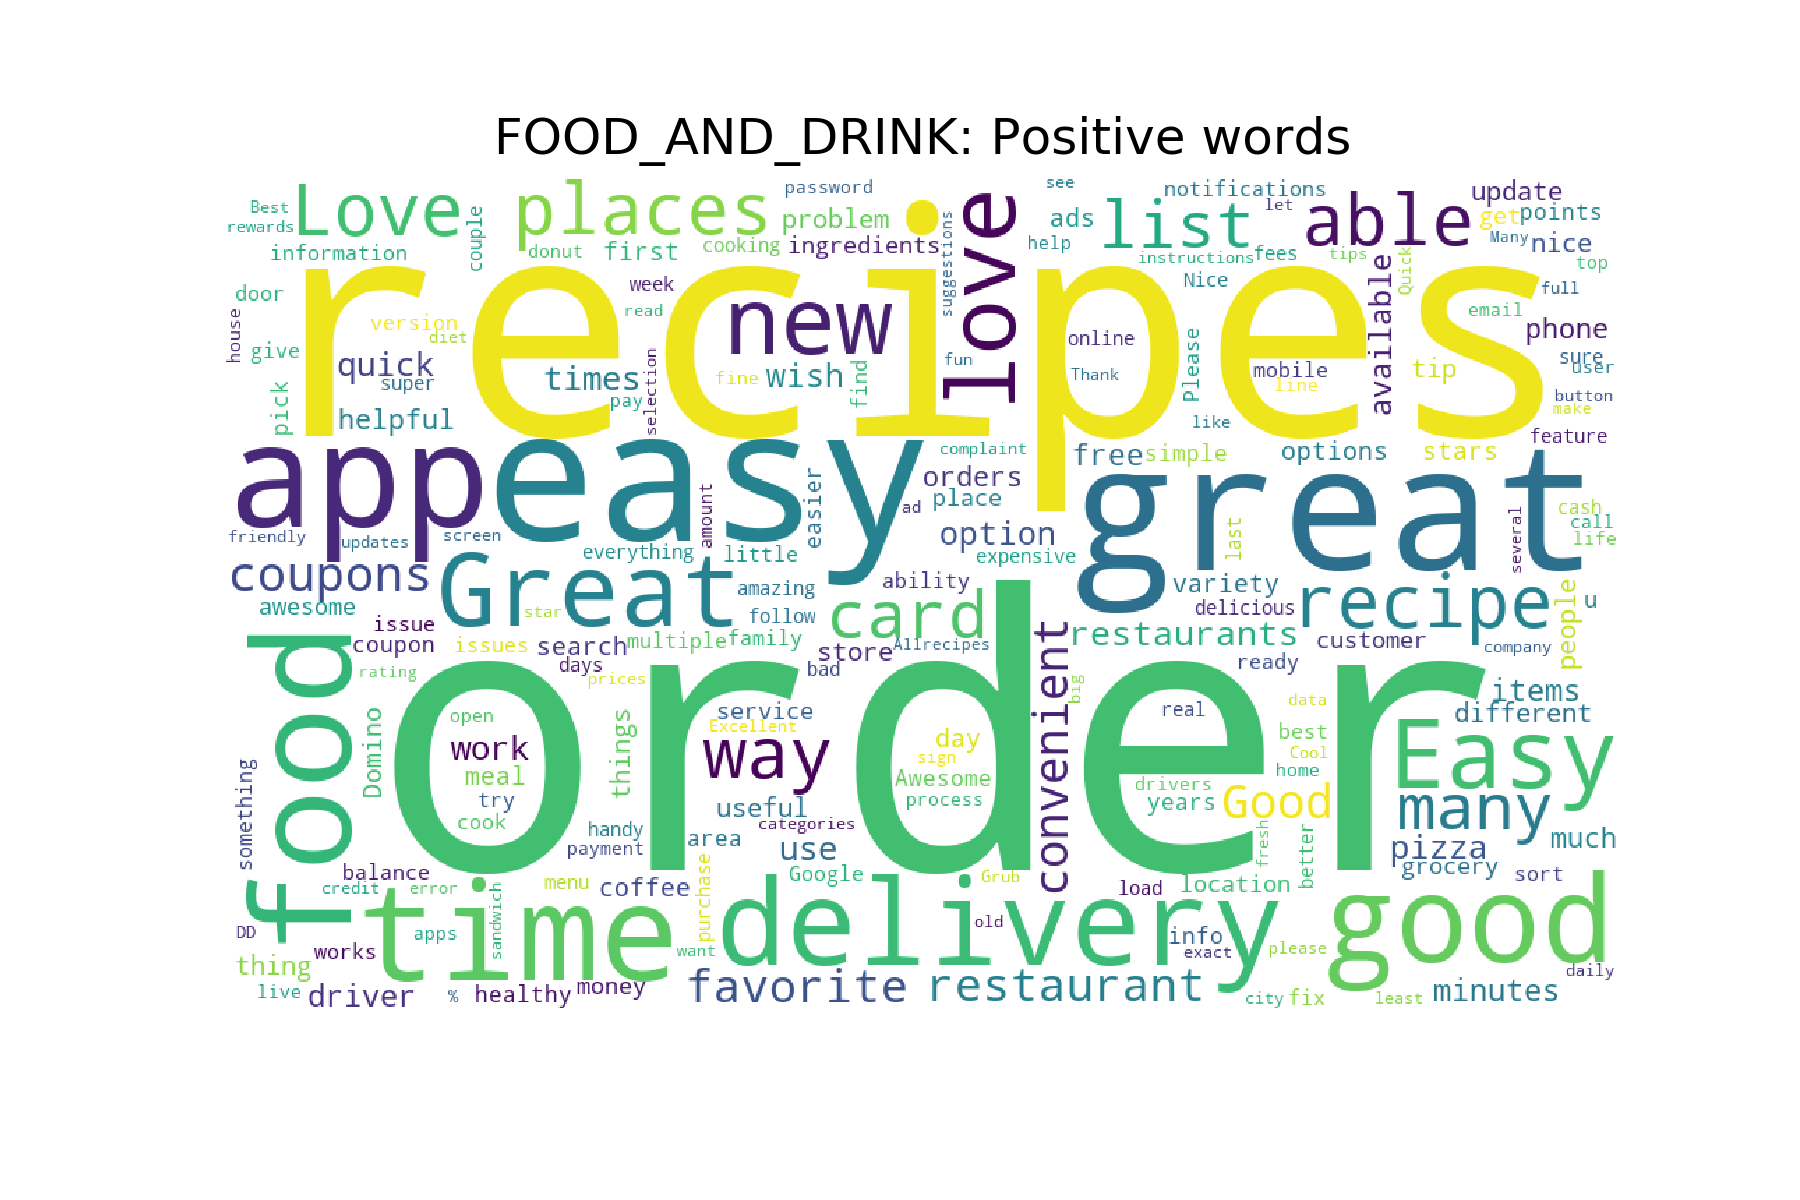 FOOD_AND_DRINK: Positive words
Best
rewards
Love
information
couple
places
donut
first
password
problem
cooking
ingredients
suggestions
love
see
ads
help
notifications
list
let
instructions
fees
Nice
able
tips
Quick
update
get
points
Many
nice
top
door
house
give
pick
recipes
version
diet
quick
super
helpful
week
read
times
pay
selection
new
fine
wish
find
fun
online
Thank
Please
like
mobile
line
available
tip
email
full
phone
sure
user
button
make
feature
app
easy
complaint
orders
place
ad
option
expensive
free
simple
options
stars
great
last
several
cash
call
life
friendly
updates
screen
amount
easier
everything
little
coupons
awesome
Great
star
amazing
follow
ability
card
variety
delicious
recipe
people
u
issue
coupon
issues
search
multiple
family
days
rating
prices
store
bad
Allrecipes
convenient
restaurants
customer
company
ready
big
food
order
Domino
open
work
meal
try
cook
things
service
Excellent
way
day
sign
Awesome
process
real
data
best
Cool
home
drivers
years
Good
items
different
Easy
many
much
something
useful
categories
handy
payment
area
use
fresh
better
pizza
grocery
sort
balance
credit
error
menu
coffee
purchase
Google
Grub
load
location
time
sandwich
delivery
old
good
DD
works
apps
want
info
exact
please
daily
thing
live
driver
%
healthy
money
favorite
restaurant
city
fix
least
minutes